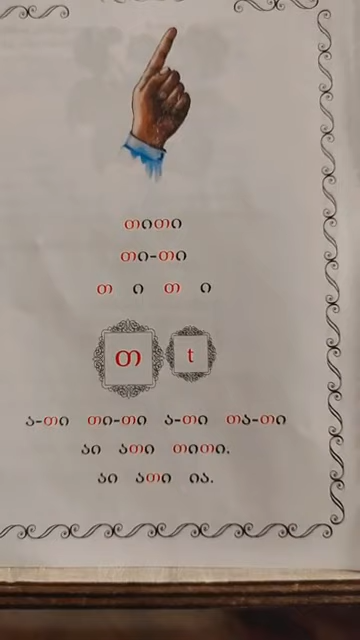 თითი
თი-თი
თ ი თ ი
თ t
ა-თი თი-თი ა-თი თა-თი
აი ათი თითი.
აი ათი ია.